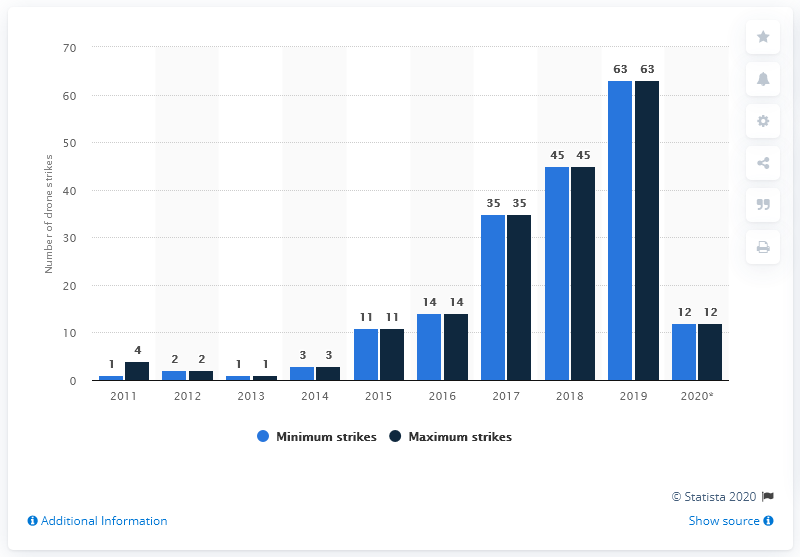 70
60
50
40
30
20
10
0
Number of drone strikes
1 4 2 2 1 1 3 3 11 11 14 14 35 35 45 45 63 63 12 12
2011 2012 2013 2014 2015 2016 2017 2018 2019 2020*
Minimum strikes Maximum strikes
© Statista 2020
Additional Information Show source